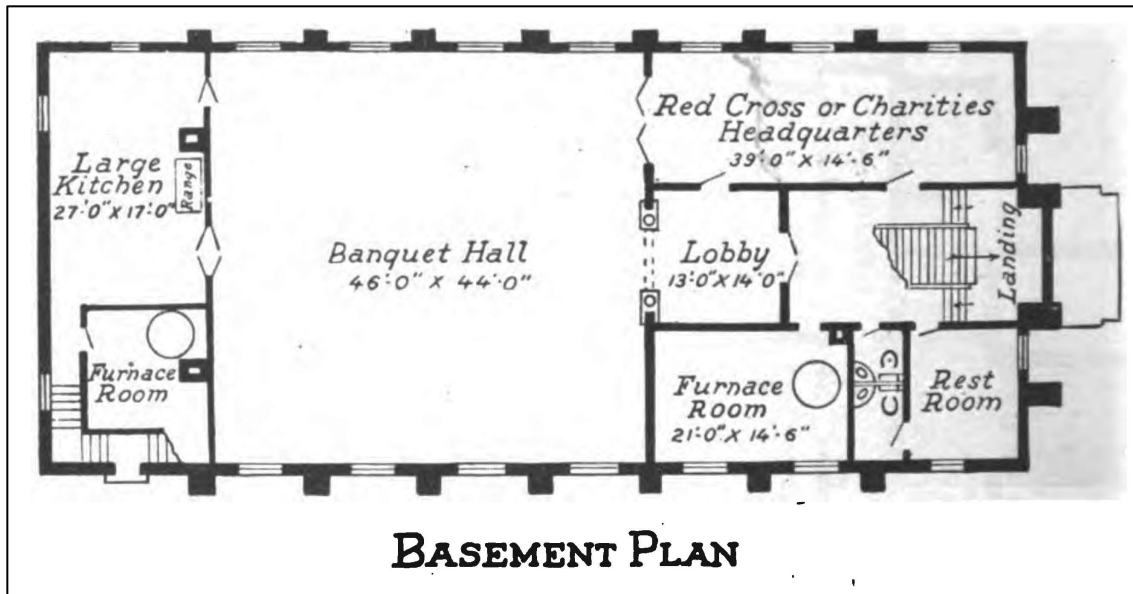 Red Cross or Charities
Headquarters
39'-0" X 14'-6"
Large
Kitchen
27'-0" X 17'-0"
Range
Banquet Hall
46'-0" X 44'-0"
Lobby
13'-0" X 14'-0"
Landing
Furnace
Room
Furnace
Room
21'-0" X 14'-6"
Rest
Room
BASEMENT PLAN